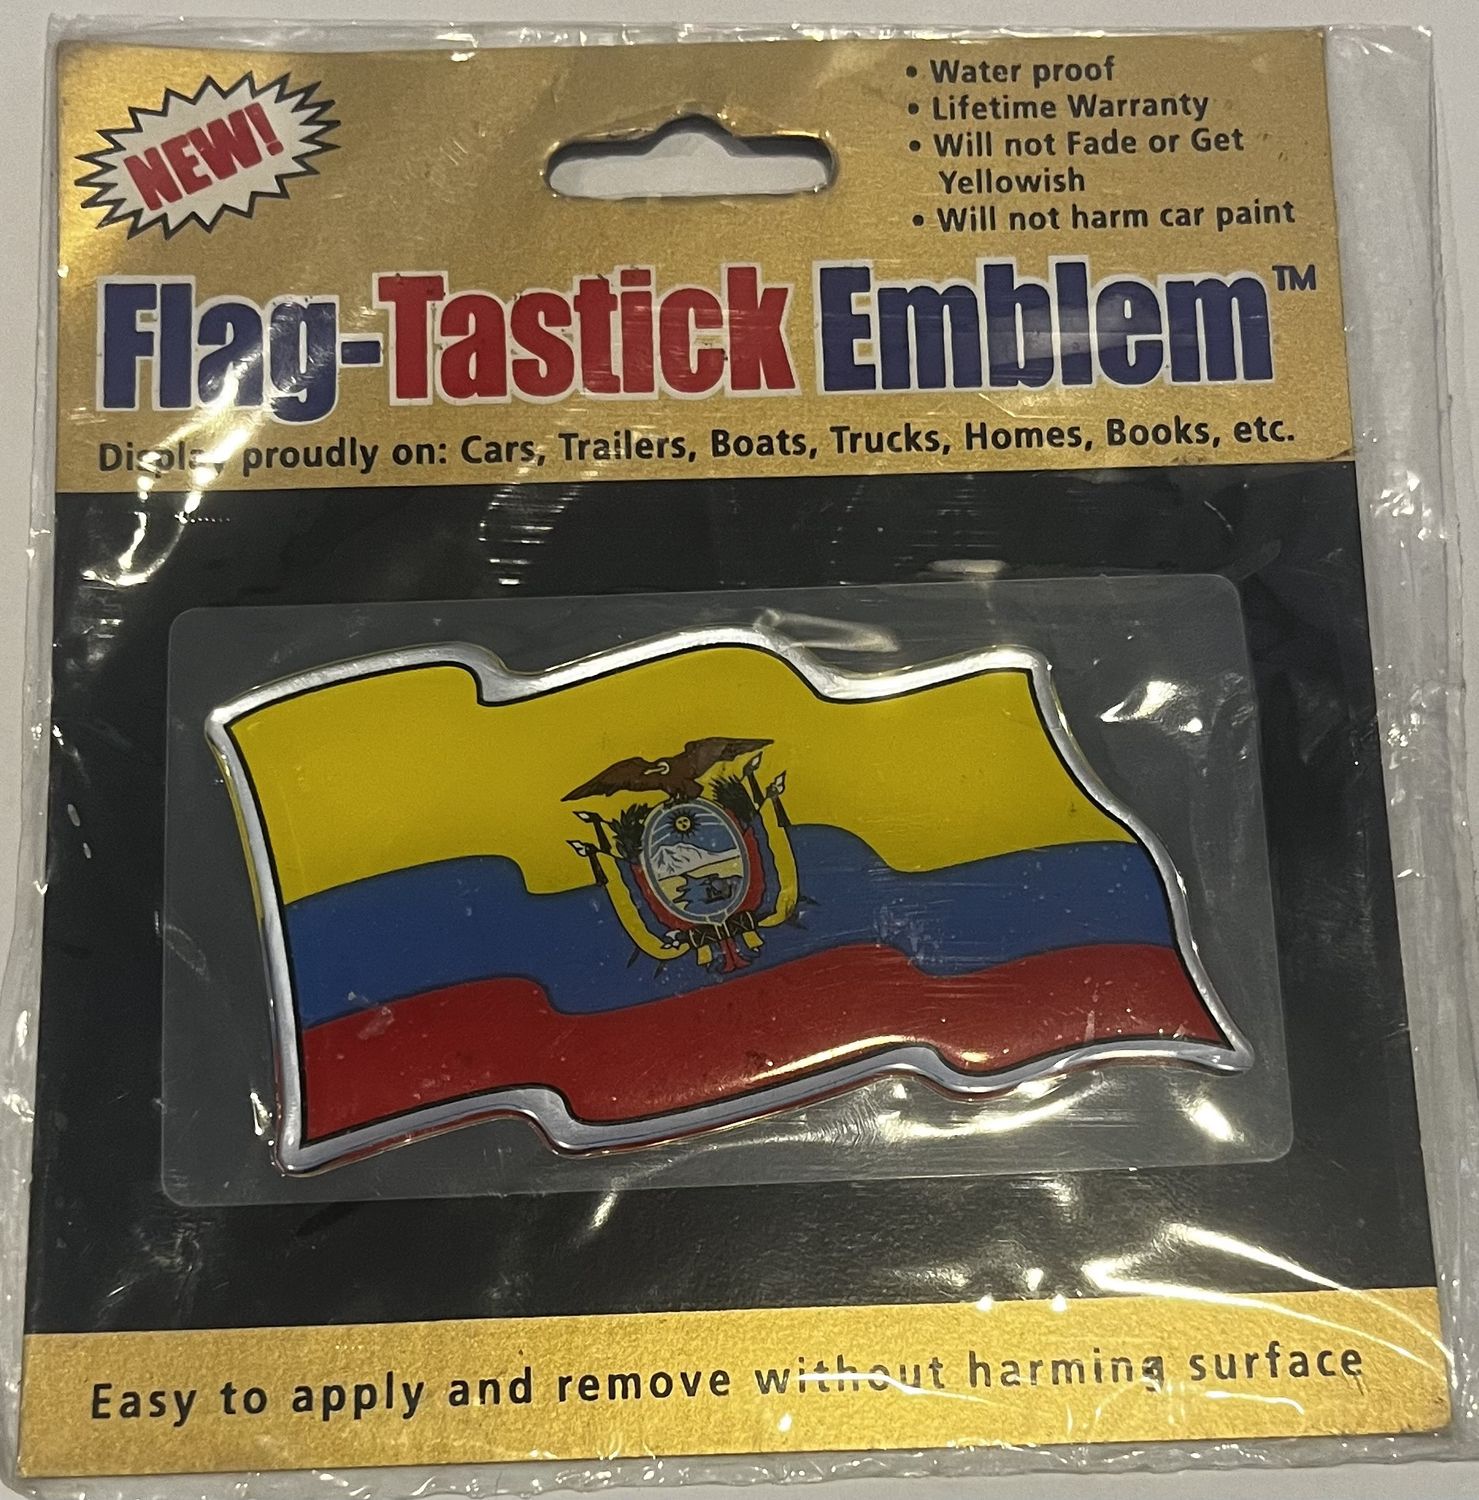 NEW!
• Water proof
• Lifetime Warranty
• Will not Fade or Get
Yellowish
• Will not harm car paint
Flag-Tastick Emblem™
Display proudly on: Cars, Trailers, Boats, Trucks, Homes, Books, etc.
Easy to apply and remove without harming surface